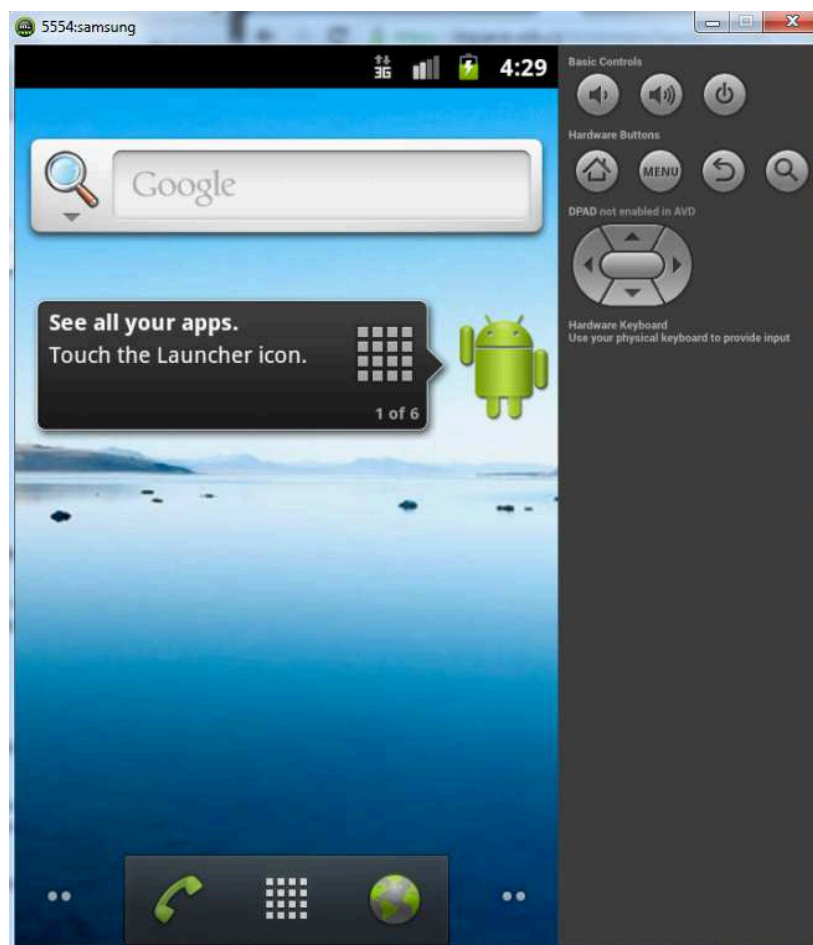 5554:samsung
3G 4:29
Basic Controls
Hardware Buttons
MENU
DPAD not enabled in AVD
Hardware Keyboard
Use your physical keyboard to provide input
Google
See all your apps.
Touch the Launcher icon.
1 of 6